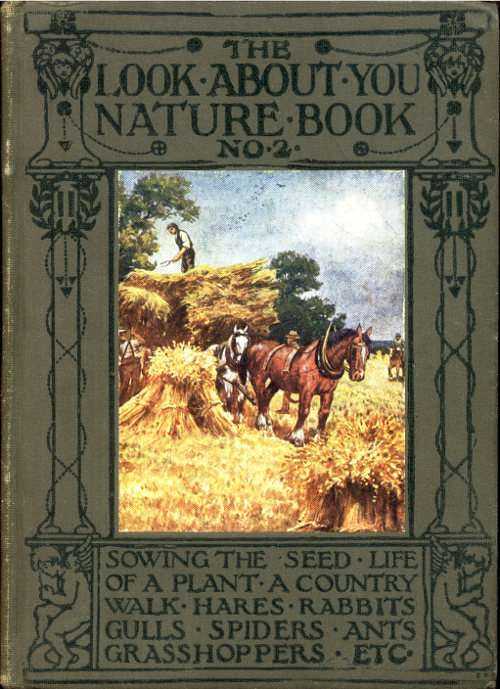 THE
LOOK·ABOUT·YOU
NATURE·BOOK
NO·2·
SOWING THE · SEED · LIFE
OF A PLANT · A COUNTRY
WALK · HARES · RABBITS
GULLS · SPIDERS · ANTS
GRASSHOPPERS · ETC·